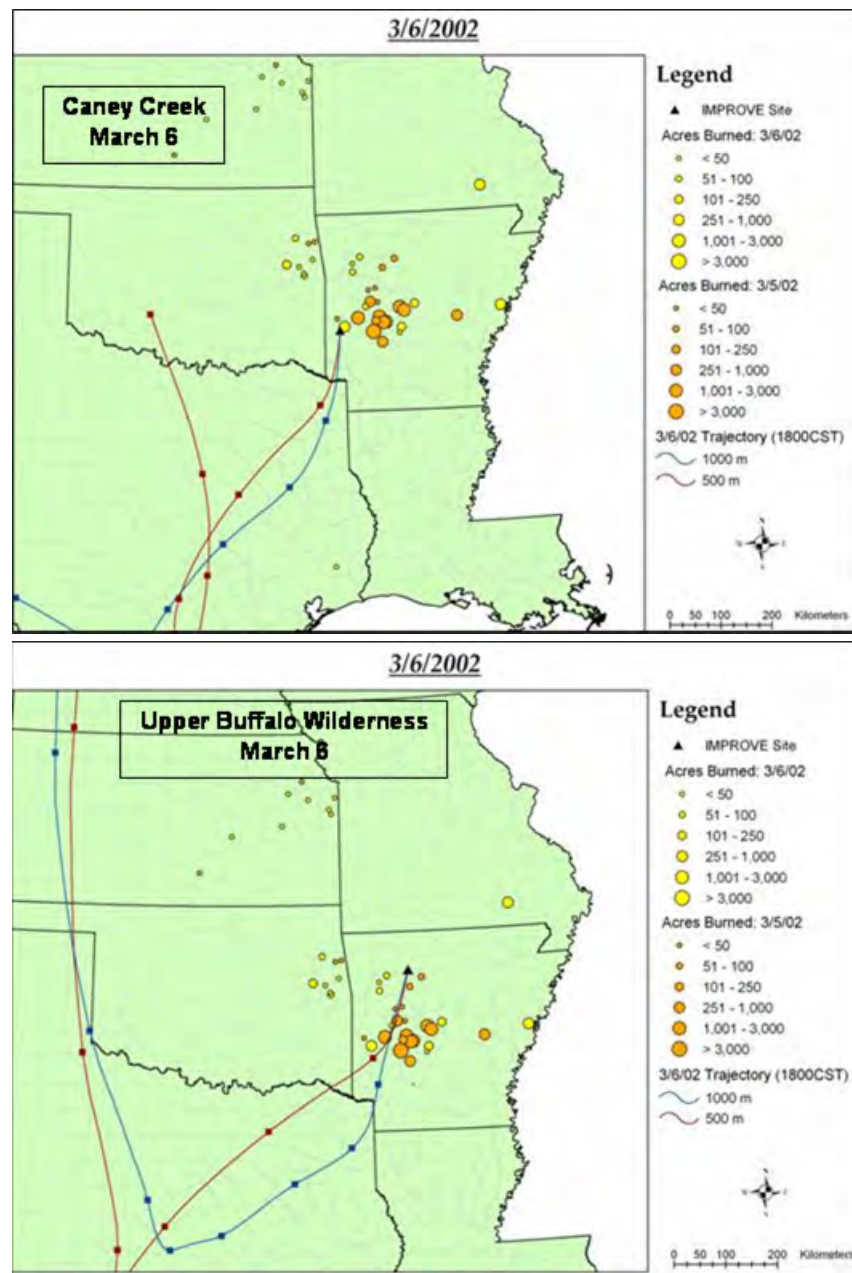 3/6/2002
Caney Creek
March 6
Legend
IMPROVE Site
Acres Burned: 3/6/02
< 50
51 - 100
101 - 250
251 - 1,000
1,001 - 3,000
> 3,000
Acres Burned: 3/5/02
< 50
51 - 100
101 - 250
251 - 1,000
1,001 - 3,000
> 3,000
3/6/02 Trajectory (1800CST)
1000 m
500 m
0 50 100 200 Kilometers
3/6/2002
Upper Buffalo Wilderness
March 6
Legend
IMPROVE Site
Acres Burned: 3/6/02
< 50
51 - 100
101 - 250
251 - 1,000
1,001 - 3,000
> 3,000
Acres Burned: 3/5/02
< 50
51 - 100
101 - 250
251 - 1,000
1,001 - 3,000
> 3,000
3/6/02 Trajectory (1800CST)
1000 m
500 m
0 50 100 200 Kilometers